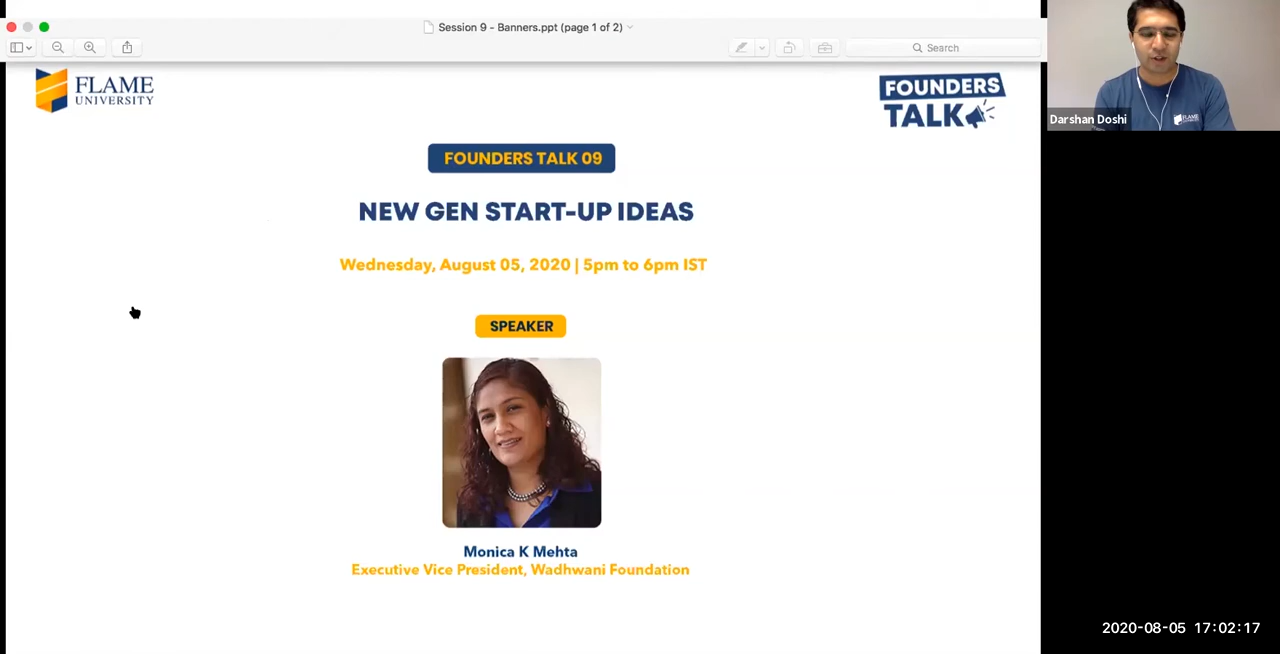 Session 9 - Banners.ppt (page 1 of 2)
Search
FLAME
UNIVERSITY
FOUNDERS
TALK
Darshan Doshi
FLAME
FOUNDERS TALK 09
NEW GEN START-UP IDEAS
Wednesday, August 05, 2020 | 5pm to 6pm IST
SPEAKER
Monica K Mehta
Executive Vice President, Wadhwani Foundation
2020-08-05 17:02:17